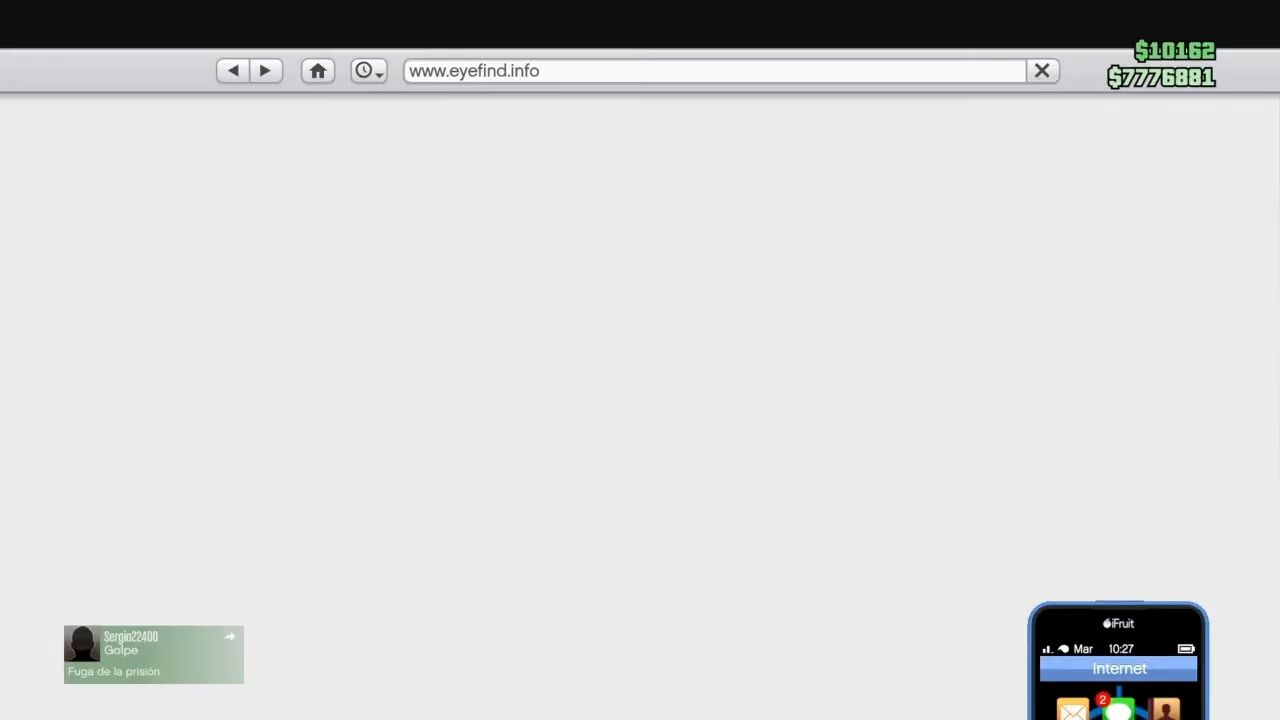 $10162
www.eyefind.info
$7776881
Sergio22400
Golpe
Fuga de la prisión
iFruit
Mar 10:27
Internet
2